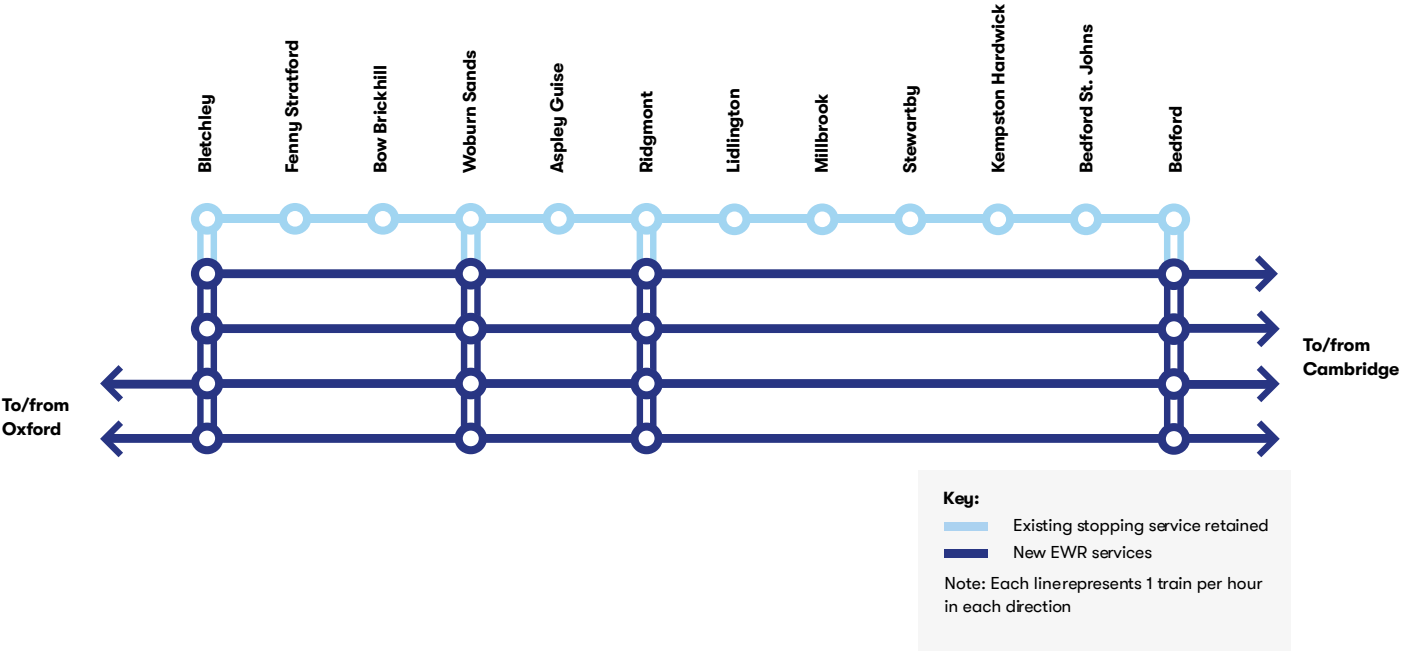 Bletchley
Fenny Stratford
Bow Brickhill
Woburn Sands
Aspley Guise
Ridgmont
Lidlington
Millbrook
Stewartby
Kempston Hardwick
Bedford St. Johns
Bedford
To/from
Cambridge
To/from
Oxford
Key:
Existing stopping service retained
New EWR services
Note: Each line represents 1 train per hour
in each direction